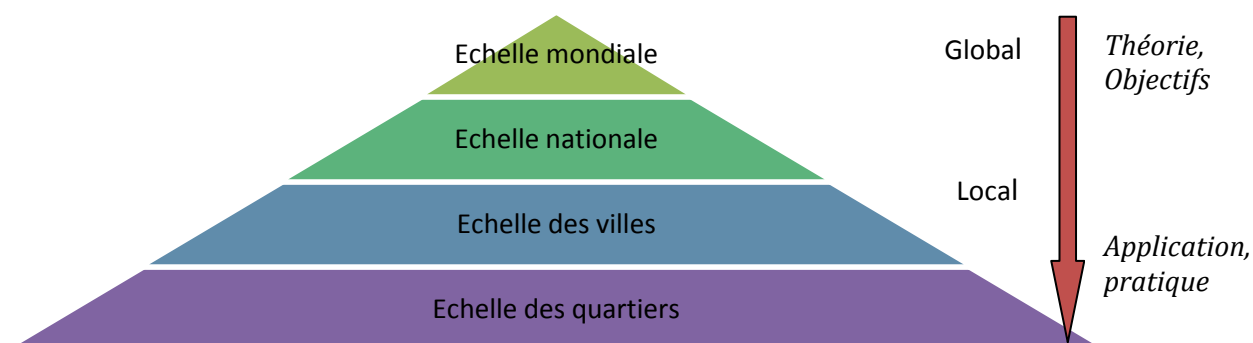 Echelle mondiale
Global
Théorie,
Objectifs
Echelle nationale
Local
Echelle des villes
Application,
pratique
Echelle des quartiers